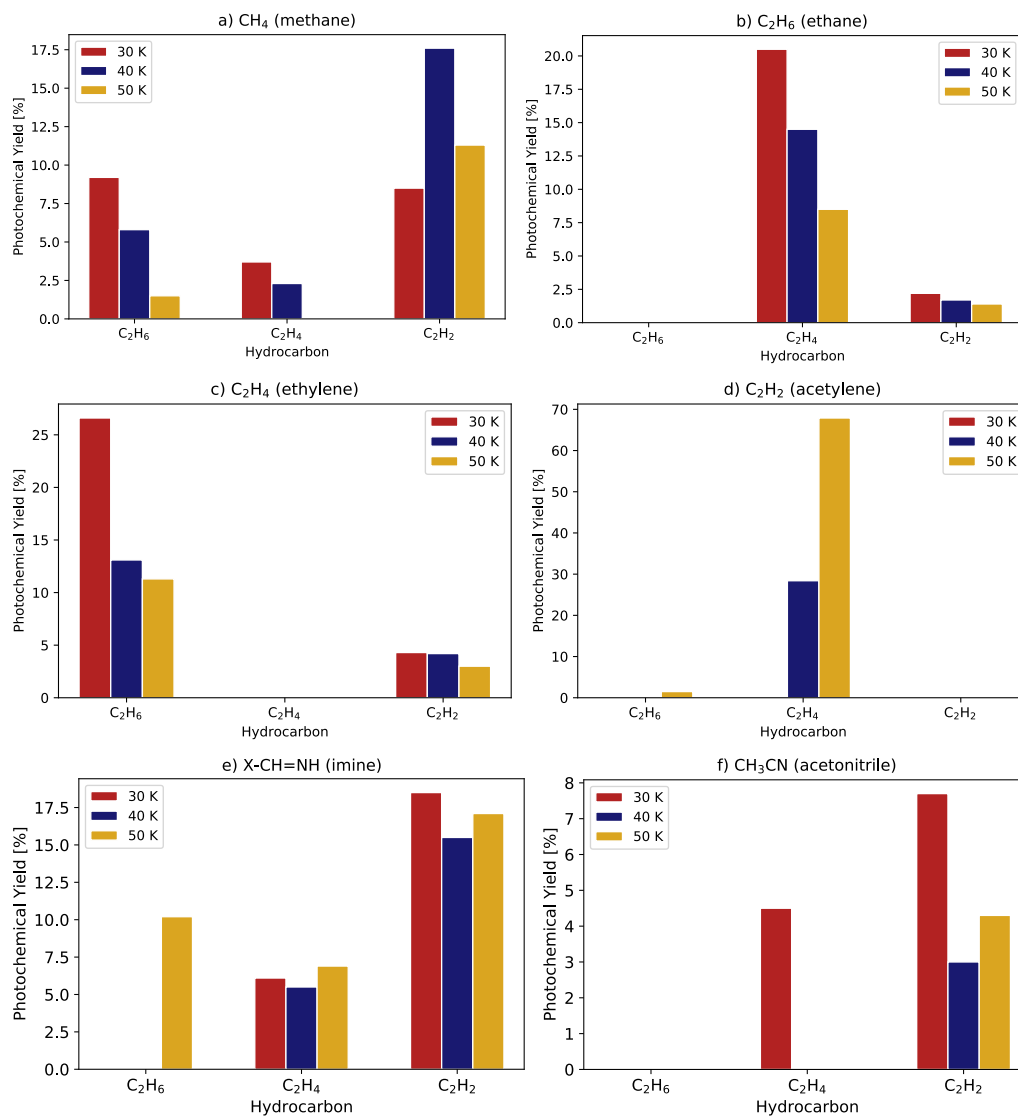 a) CH₄ (methane)
17.5
15.0
12.5
10.0
7.5
5.0
2.5
0.0
Photochemical Yield [%]
30 K
40 K
50 K
C₂H₆
C₂H₄
C₂H₂
Hydrocarbon
b) C₂H₆ (ethane)
20.0
17.5
15.0
12.5
10.0
7.5
5.0
2.5
0.0
Photochemical Yield [%]
30 K
40 K
50 K
C₂H₆
C₂H₄
C₂H₂
Hydrocarbon
c) C₂H₄ (ethylene)
25
20
15
10
5
0
Photochemical Yield [%]
30 K
40 K
50 K
C₂H₆
C₂H₄
C₂H₂
Hydrocarbon
d) C₂H₂ (acetylene)
70
60
50
40
30
20
10
0
Photochemical Yield [%]
30 K
40 K
50 K
C₂H₆
C₂H₄
C₂H₂
Hydrocarbon
e) X-CH=NH (imine)
17.5
15.0
12.5
10.0
7.5
5.0
2.5
0.0
Photochemical Yield [%]
30 K
40 K
50 K
C₂H₆
C₂H₄
C₂H₂
Hydrocarbon
f) CH₃CN (acetonitrile)
8
7
6
5
4
3
2
1
0
Photochemical Yield [%]
30 K
40 K
50 K
C₂H₆
C₂H₄
C₂H₂
Hydrocarbon